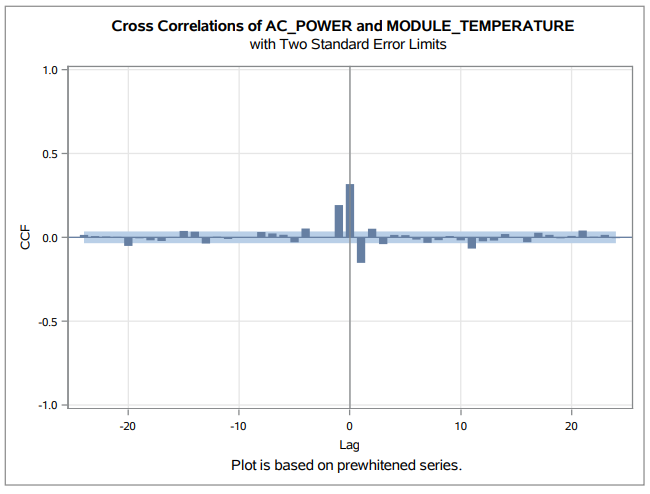 Cross Correlations of AC_POWER and MODULE_TEMPERATURE
with Two Standard Error Limits
1.0
0.5
0.0
-0.5
-1.0
CCF
-20 -10 0 10 20
Lag
Plot is based on prewhitened series.